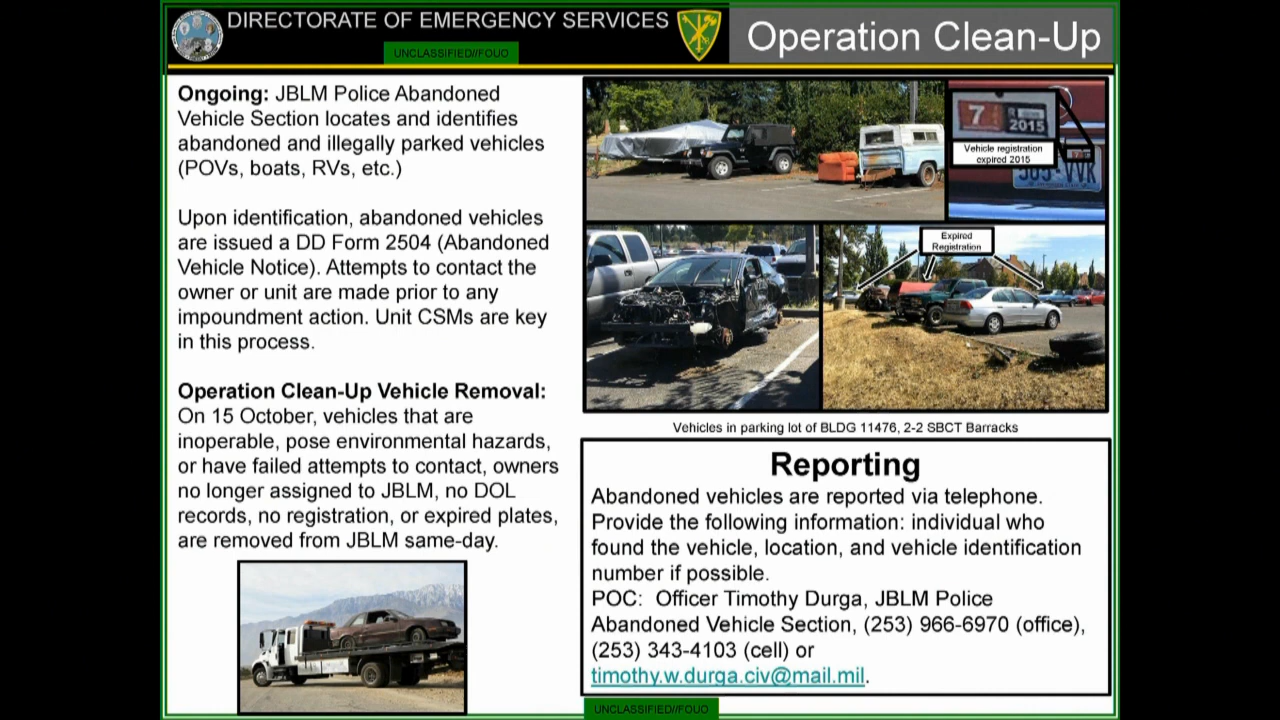 DIRECTORATE OF EMERGENCY SERVICES
UNCLASSIFIED//FOUO
Operation Clean-Up
Ongoing: JBLM Police Abandoned
Vehicle Section locates and identifies
abandoned and illegally parked vehicles
(POVs, boats, RVs, etc.)
Upon identification, abandoned vehicles
are issued a DD Form 2504 (Abandoned
Vehicle Notice). Attempts to contact the
owner or unit are made prior to any
impoundment action. Unit CSMs are key
in this process.
Operation Clean-Up Vehicle Removal:
On 15 October, vehicles that are
inoperable, pose environmental hazards,
or have failed attempts to contact, owners
no longer assigned to JBLM, no DOL
records, no registration, or expired plates,
are removed from JBLM same-day.
7
2015
Vehicle registration
expired 2015
Expired
Registration
Vehicles in parking lot of BLDG 11476, 2-2 SBCT Barracks
Reporting
Abandoned vehicles are reported via telephone.
Provide the following information: individual who
found the vehicle, location, and vehicle identification
number if possible.
POC: Officer Timothy Durga, JBLM Police
Abandoned Vehicle Section, (253) 966-6970 (office),
(253) 343-4103 (cell) or
timothy.w.durga.civ@mail.mil.
UNCLASSIFIED//FOUO